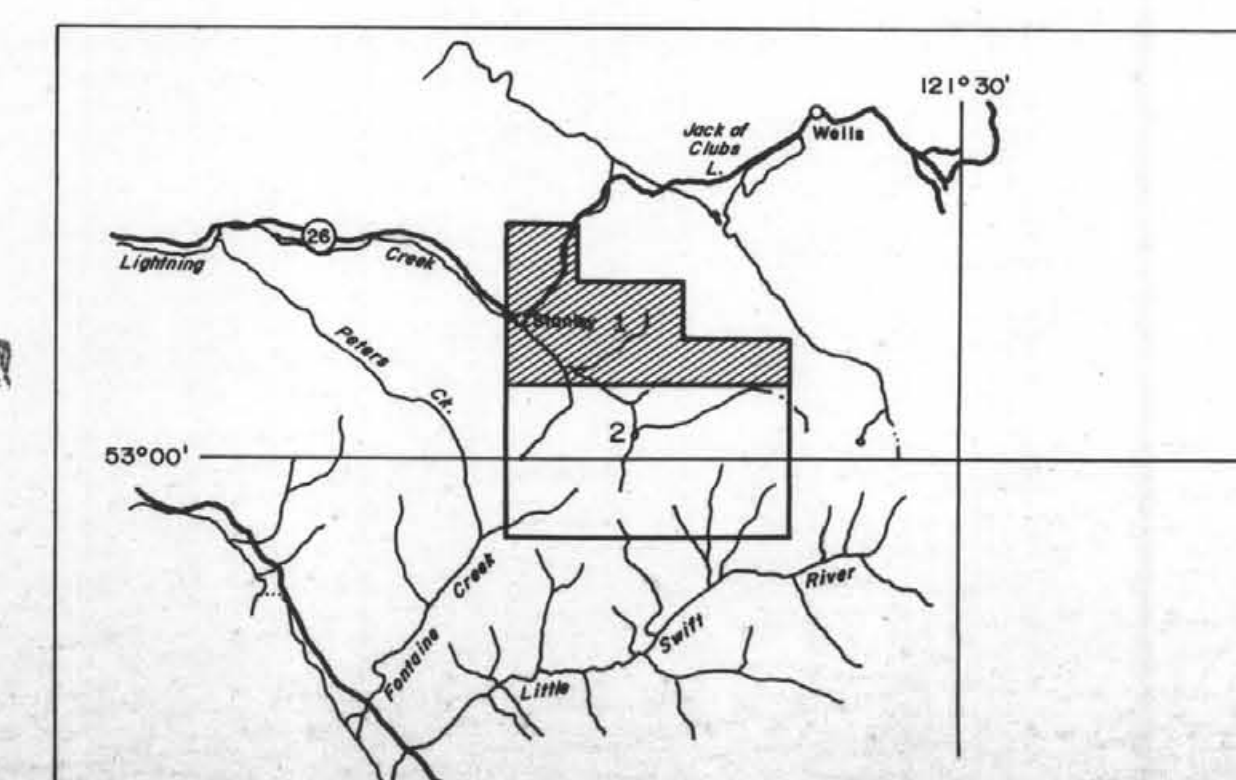 121°30'
Jack of
Clubs
L.
Wells
26
Lightning
Creek
Stanley 1
Peters
Ck.
2
53°00'
Fontaine Creek
River
Swift
Little